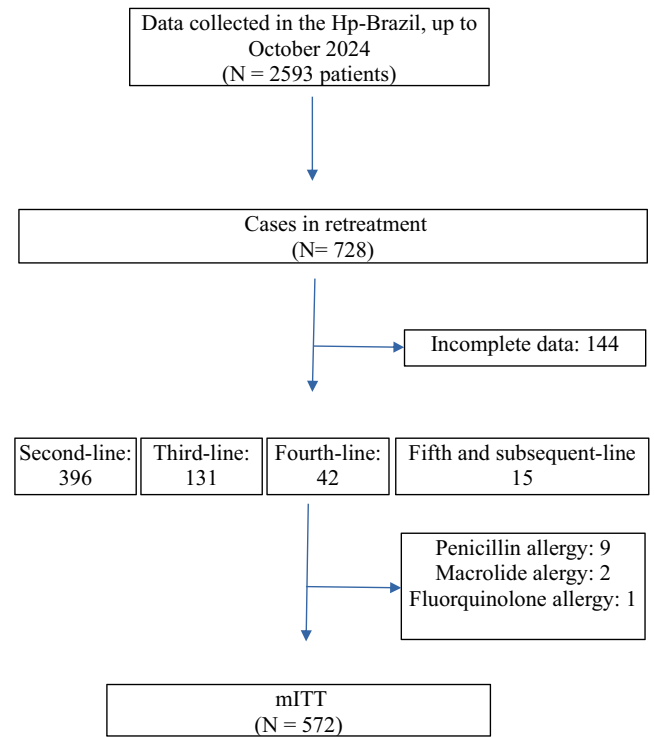 Data collected in the Hp-Brazil, up to
October 2024
(N = 2593 patients)
Cases in retreatment
(N= 728)
Incomplete data: 144
Second-line:
396
Third-line:
131
Fourth-line:
42
Fifth and subsequent-line
15
Penicillin allergy: 9
Macrolide alergy: 2
Fluorquinolone allergy: 1
mITT
(N = 572)